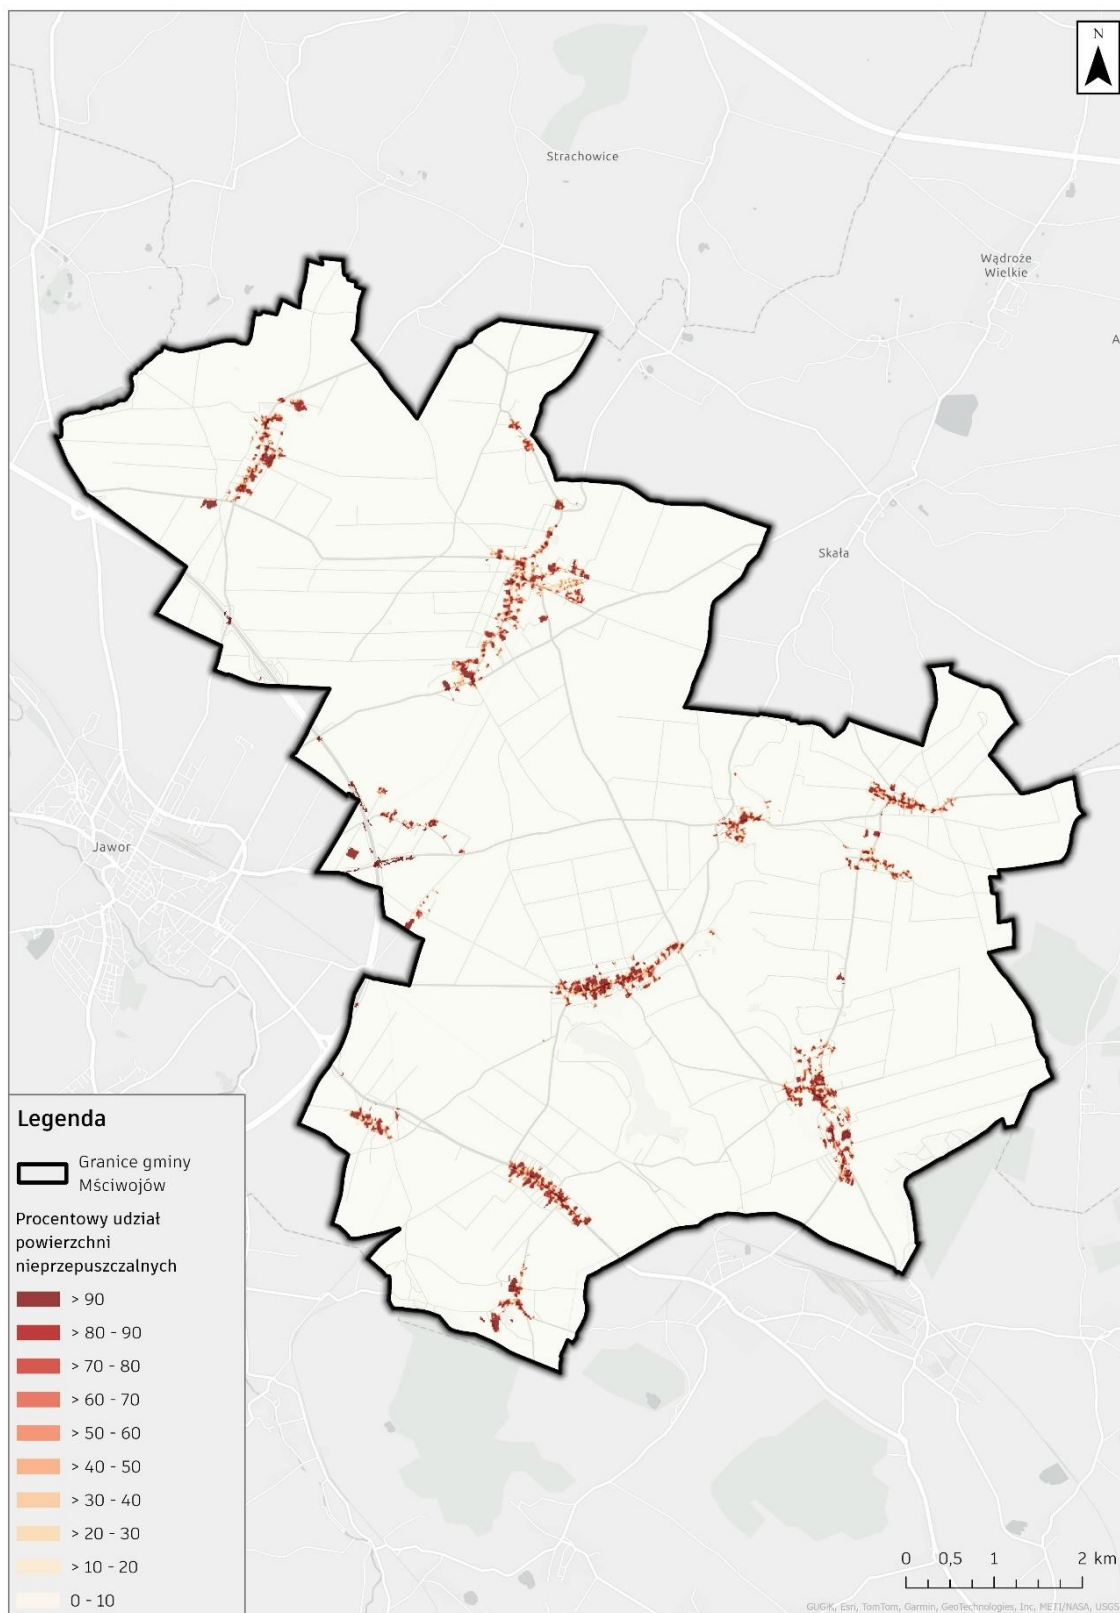 N
Strachowice
Wądroże
Wielkie
A
Skała
Jawor
Legenda
Granice gminy
Mściwojów
Procentowy udział
powierzchni
nieprzepuszczalnych
> 90
> 80 - 90
> 70 - 80
> 60 - 70
> 50 - 60
> 40 - 50
> 30 - 40
> 20 - 30
> 10 - 20
0 - 10
0 0,5 1 2 km
GUGiK, Esri, TomTom, Garmin, GeoTechnologies, Inc, METI/NASA, USGS